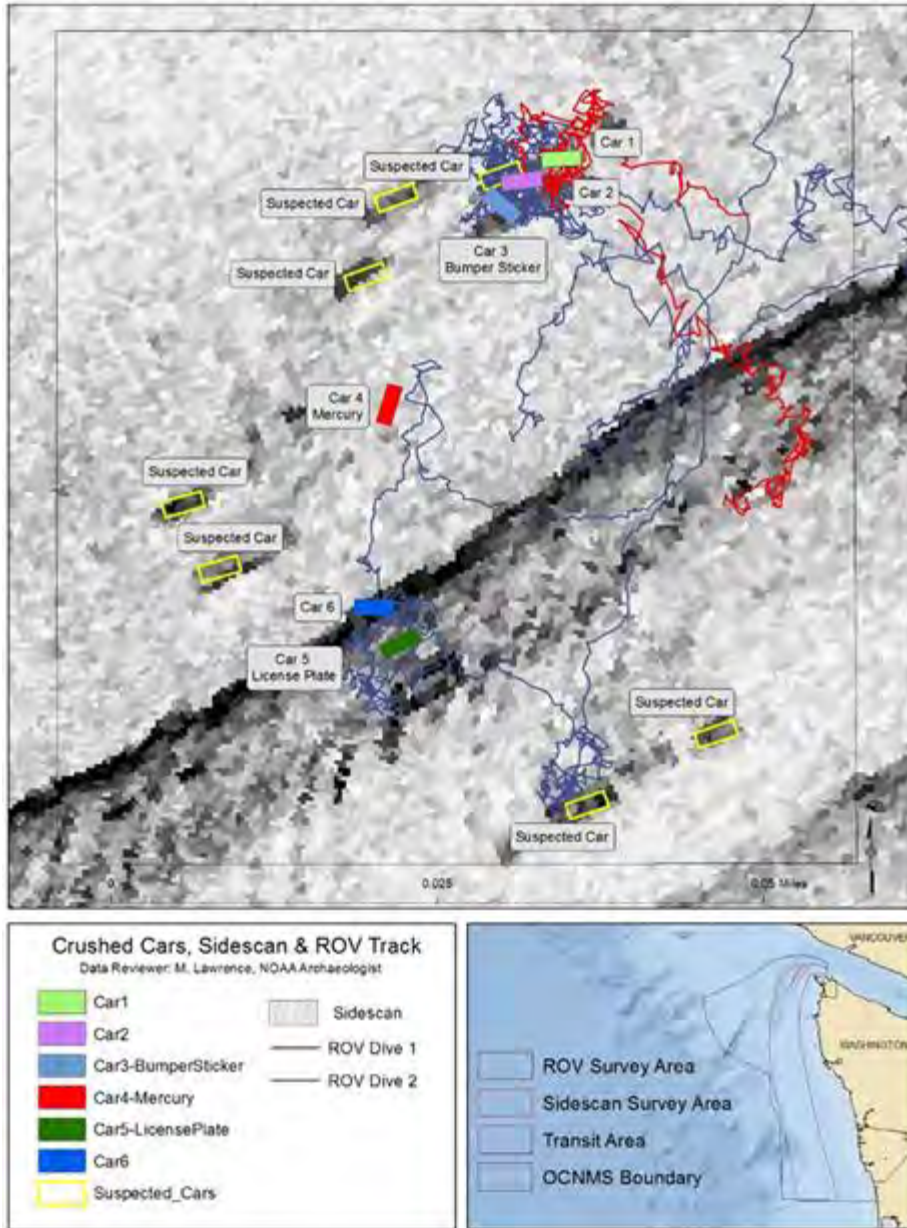 Car 1
Suspected Car
Car 2
Suspected Car
Car 3
Bumper Sticker
Suspected Car
Car 4
Mercury
Suspected Car
Suspected Car
Car 6
Car 5
License Plate
Suspected Car
Suspected Car
0 0.025 0.05 Miles
Crushed Cars, Sidescan & ROV Track
Data Reviewer: M. Lawrence, NOAA Archaeologist
Car1
Car2
Car3-BumperSticker
Car4-Mercury
Car5-LicensePlate
Car6
Suspected_Cars
Sidescan
ROV Dive 1
ROV Dive 2
VANCOUVER
WASHINGTON
ROV Survey Area
Sidescan Survey Area
Transit Area
OCNMS Boundary